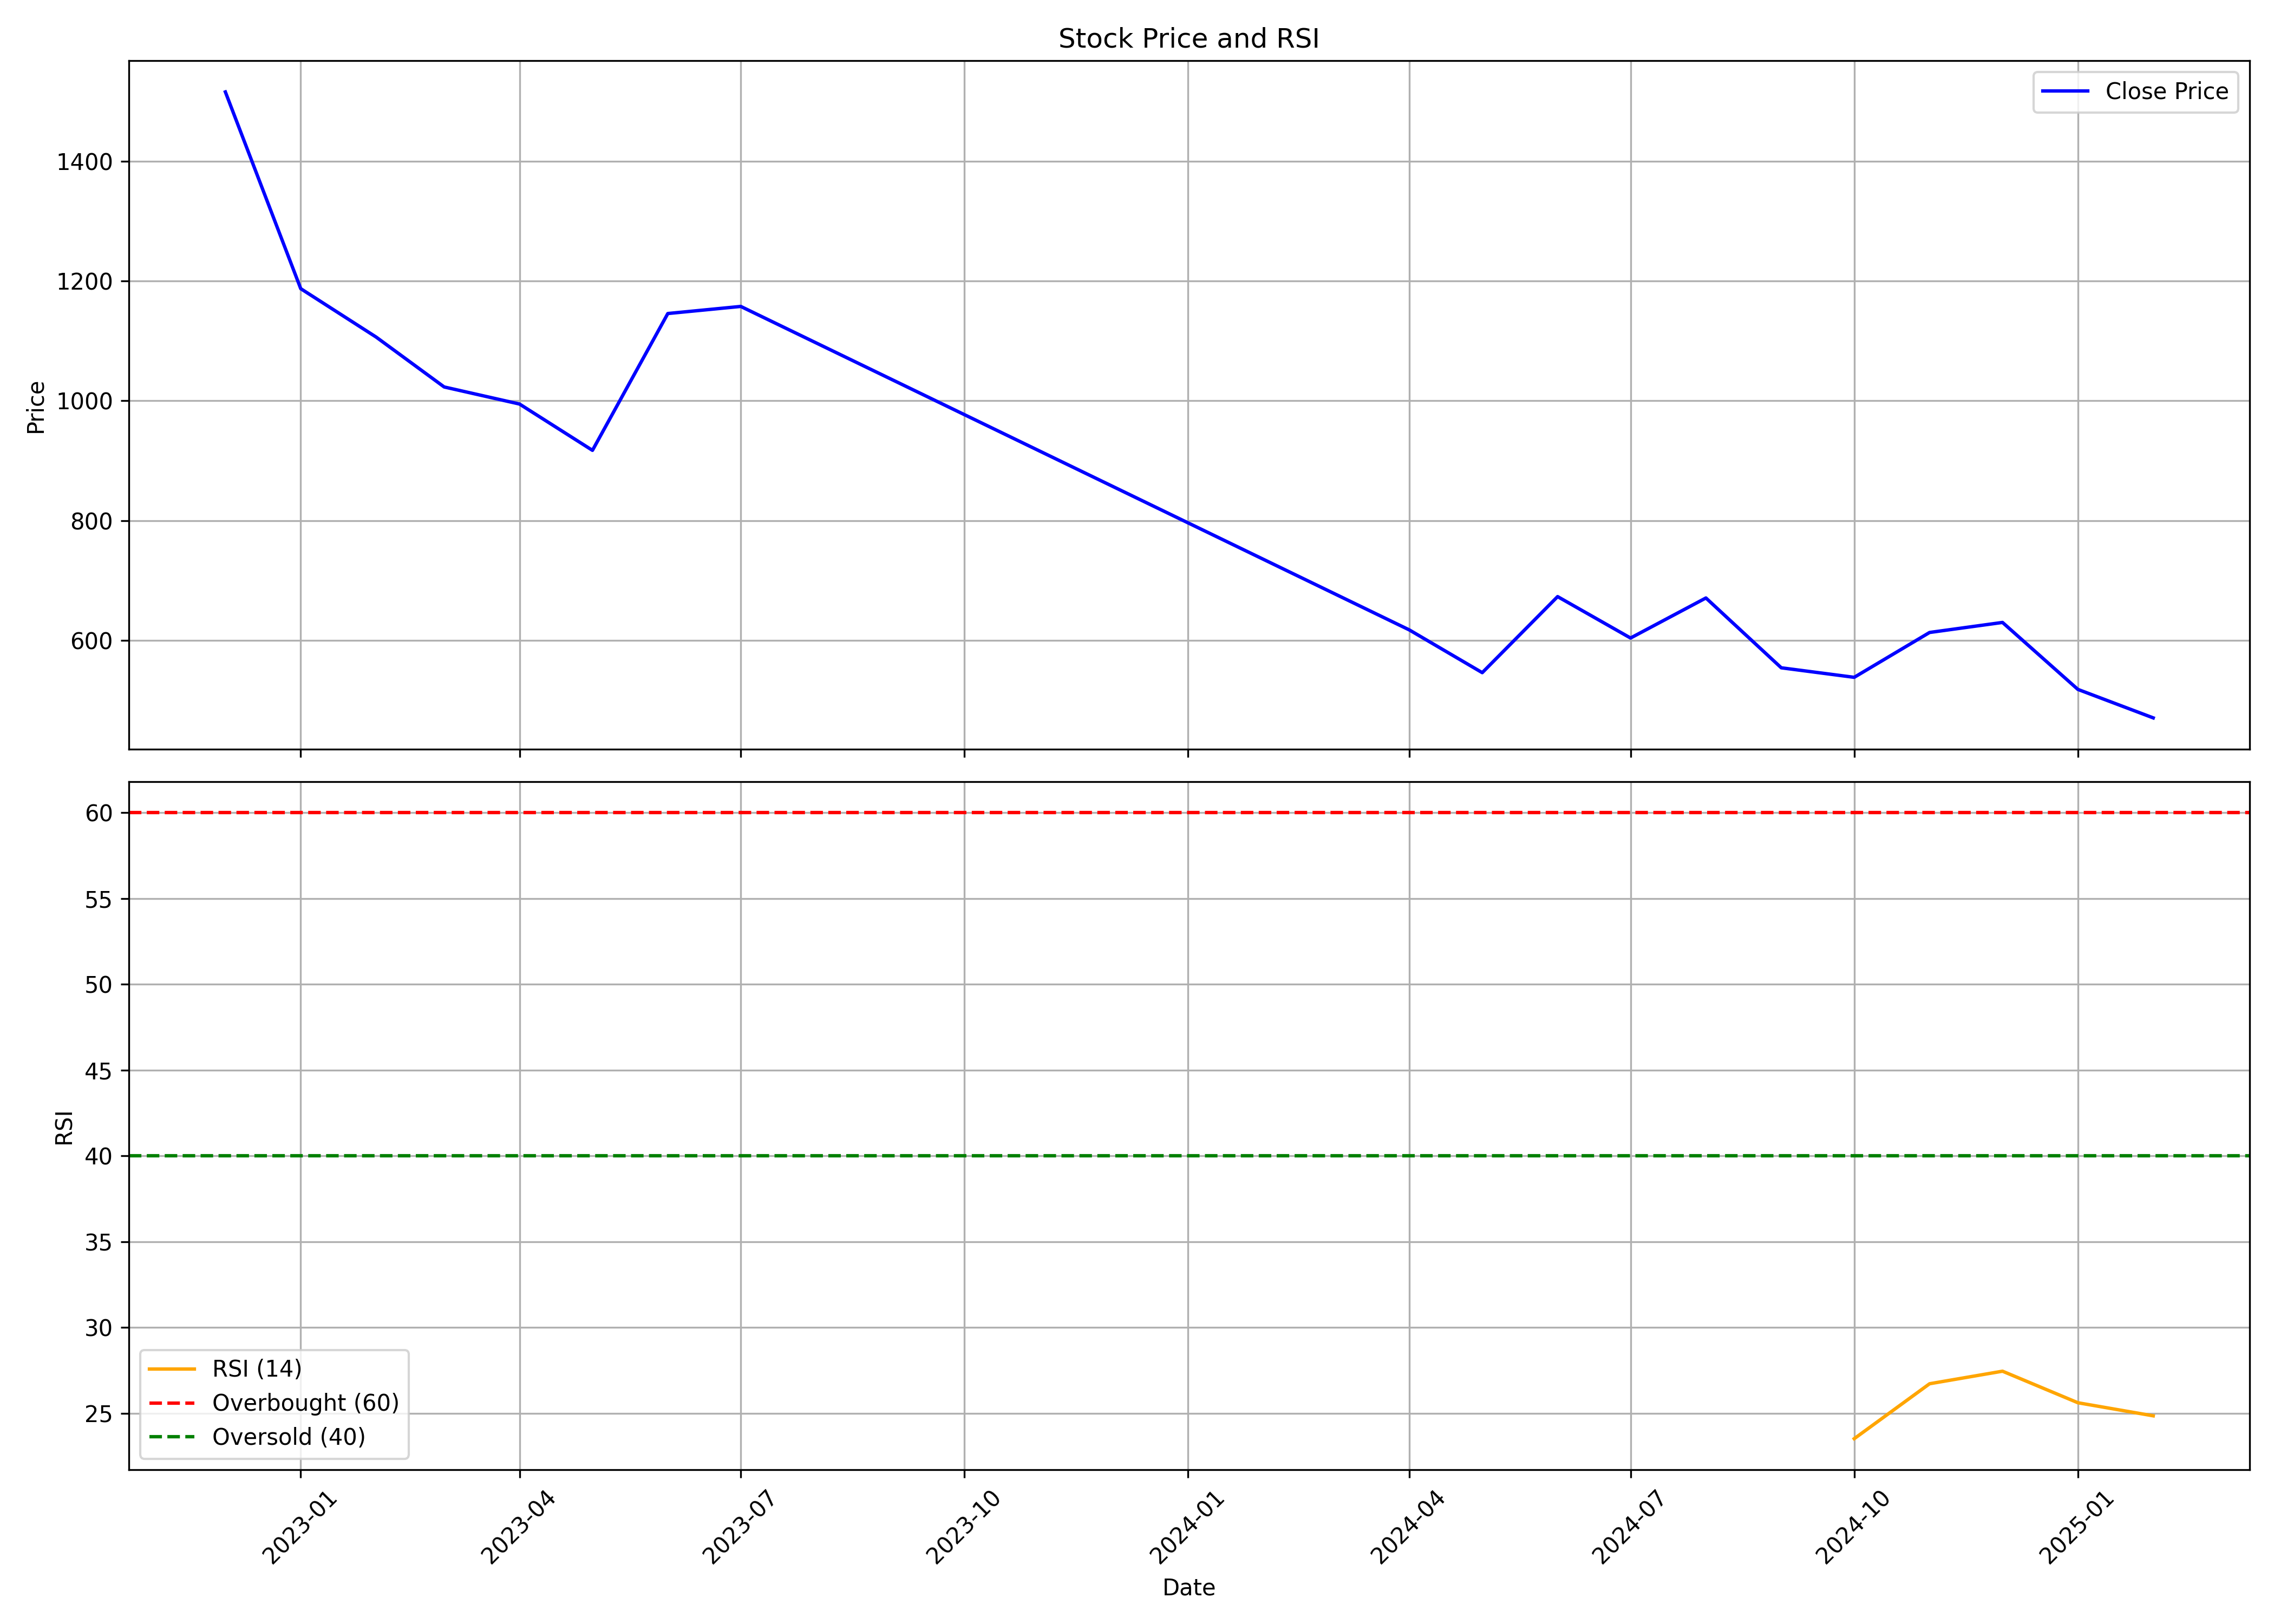 Stock Price and RSI
Close Price
Price
1400
1200
1000
800
600
RSI
60
55
50
45
40
35
30
25
RSI (14)
Overbought (60)
Oversold (40)
2023-01
2023-04
2023-07
2023-10
2024-01
2024-04
2024-07
2024-10
2025-01
Date